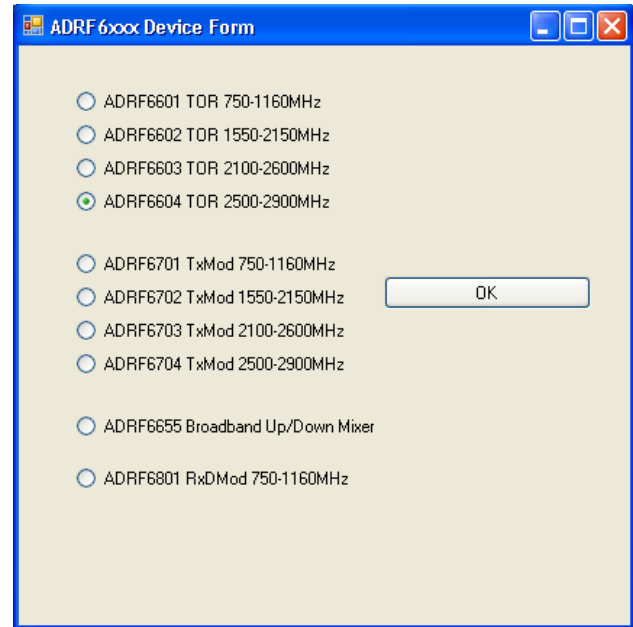 ADRF6xxx Device Form
ADRF6601 TOR 750-1160MHz
ADRF6602 TOR 1550-2150MHz
ADRF6603 TOR 2100-2600MHz
ADRF6604 TOR 2500-2900MHz
ADRF6701 TxMod 750-1160MHz
ADRF6702 TxMod 1550-2150MHz
OK
ADRF6703 TxMod 2100-2600MHz
ADRF6704 TxMod 2500-2900MHz
ADRF6655 Broadband Up/Down Mixer
ADRF6801 RxDMod 750-1160MHz